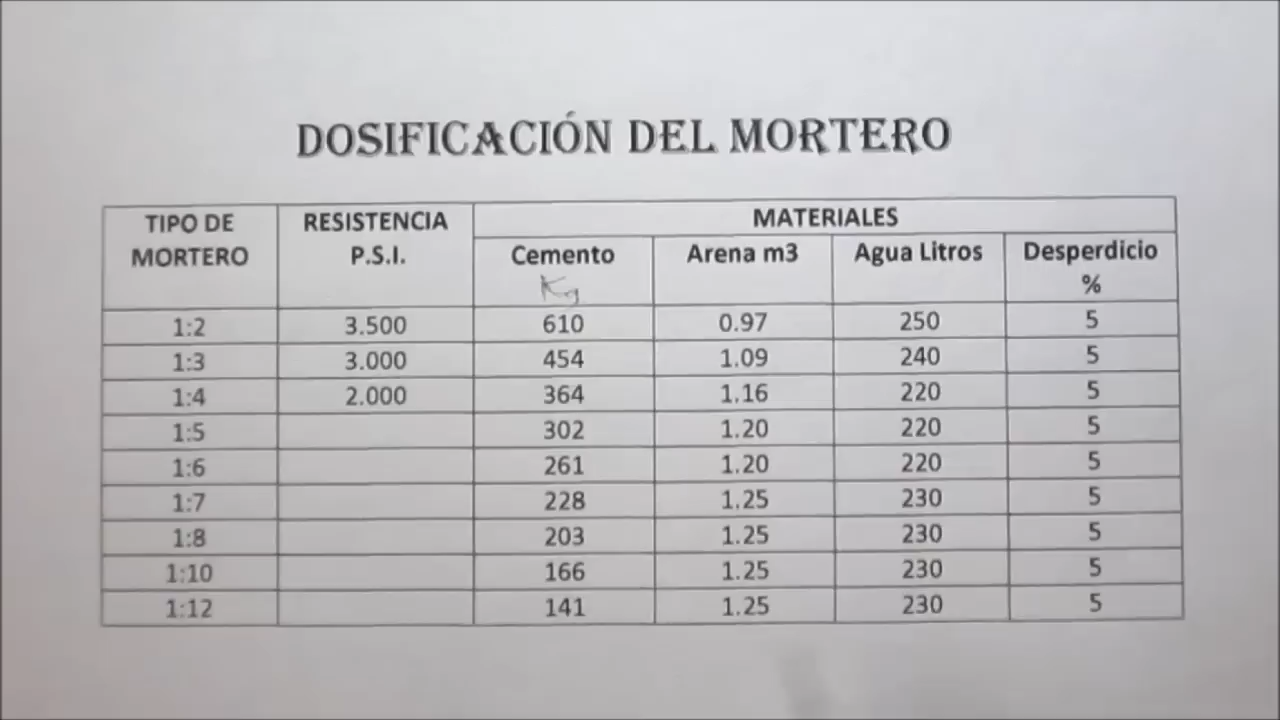 DOSIFICACIÓN DEL MORTERO
TIPO DE MORTERO RESISTENCIA P.S.I. MATERIALES
Cemento Kg Arena m3 Agua Litros Desperdicio %
1:2 3.500 610 0.97 250 5
1:3 3.000 454 1.09 240 5
1:4 2.000 364 1.16 220 5
1:5 302 1.20 220 5
1:6 261 1.20 220 5
1:7 228 1.25 230 5
1:8 203 1.25 230 5
1:10 166 1.25 230 5
1:12 141 1.25 230 5